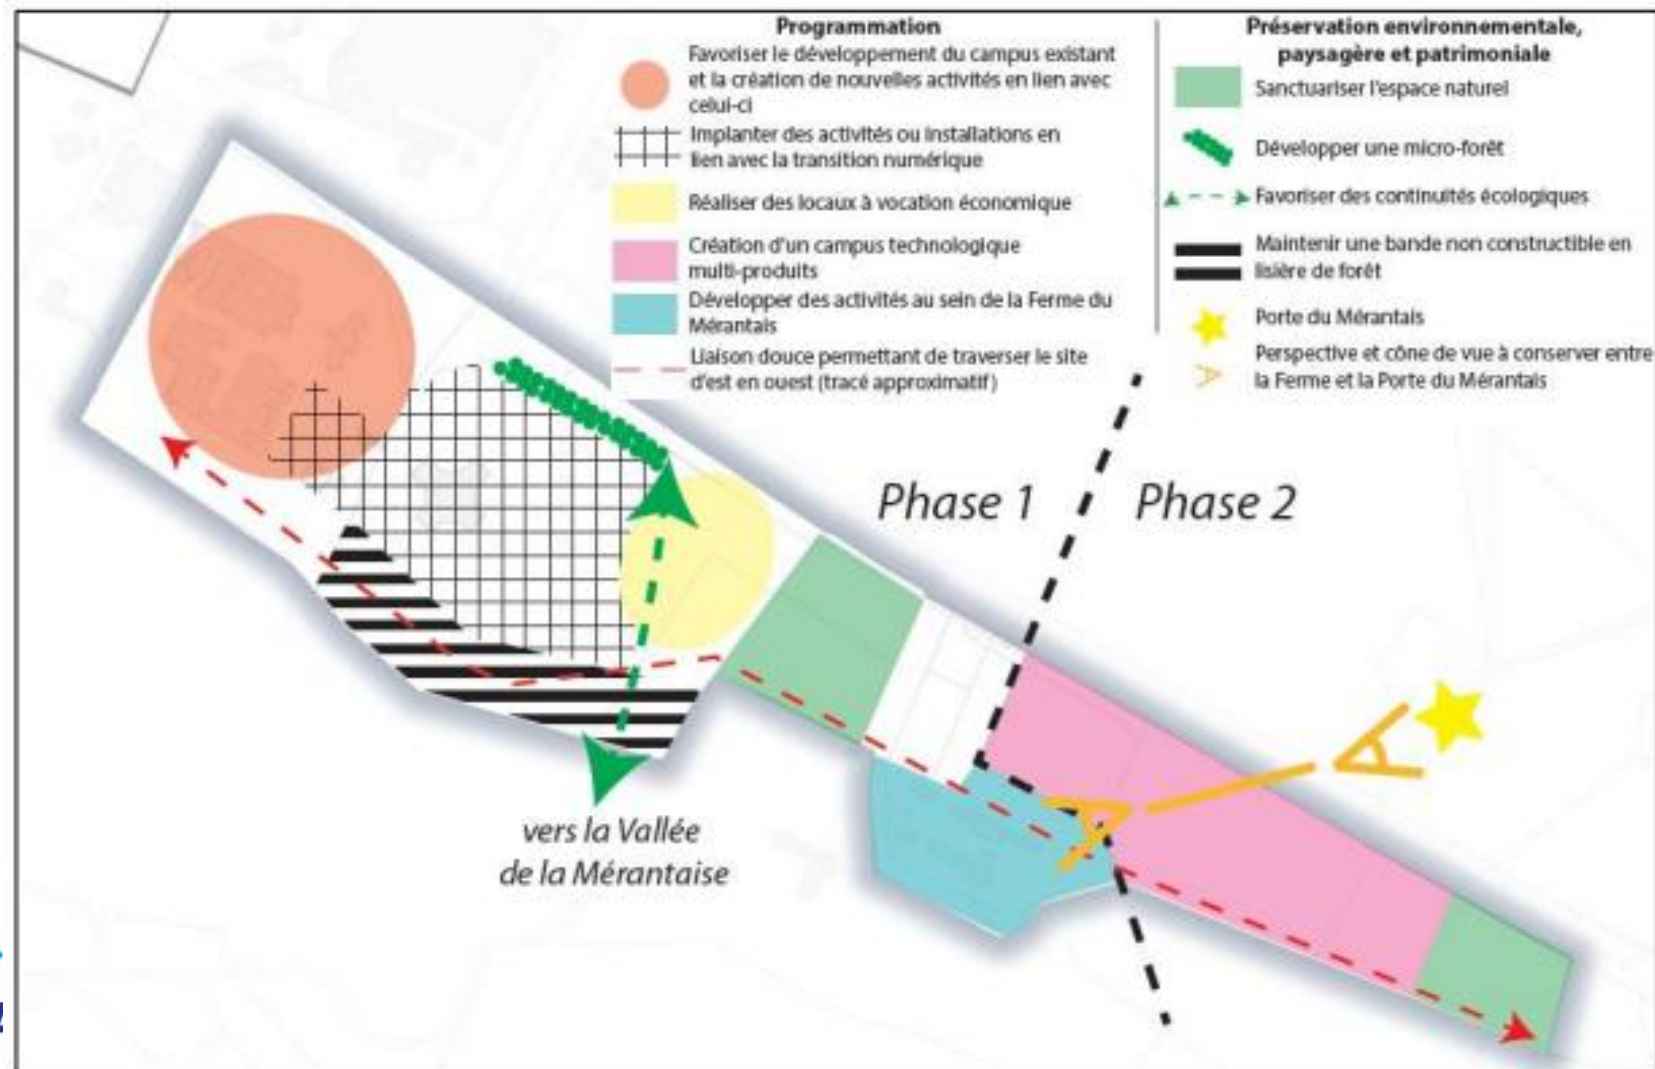 Programmation
Favoriser le développement du campus existant
et la création de nouvelles activités en lien avec
celui-ci
Implanter des activités ou installations en
lien avec la transition numérique
Réaliser des locaux à vocation économique
Création d'un campus technologique
multi-produits
Développer des activités au sein de la Ferme du
Mérantais
Liaison douce permettant de traverser le site
d'est en ouest (tracé approximatif)
Préservation environnementale,
paysagère et patrimoniale
Sanctuariser l'espace naturel
Développer une micro-forêt
Favoriser des continuités écologiques
Maintenir une bande non constructible en
lisière de forêt
Porte du Mérantais
Perspective et cône de vue à conserver entre
la Ferme et la Porte du Mérantais
Phase 1
Phase 2
vers la Vallée
de la Mérantaise